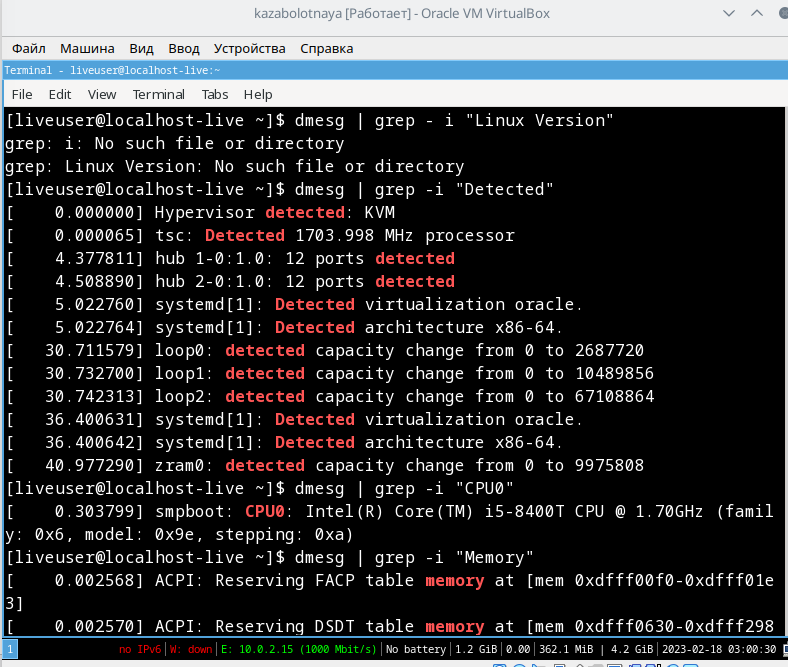 kazabolotnaya [Работает] - Oracle VM VirtualBox
Файл Машина Вид Ввод Устройства Справка
Terminal - liveuser@localhost-live:~
File Edit View Terminal Tabs Help
[liveuser@localhost-live ~]$ dmesg | grep - i "Linux Version"
grep: i: No such file or directory
grep: Linux Version: No such file or directory
[liveuser@localhost-live ~]$ dmesg | grep -i "Detected"
[    0.000000] Hypervisor detected: KVM
[    0.000065] tsc: Detected 1703.998 MHz processor
[    4.377811] hub 1-0:1.0: 12 ports detected
[    4.508890] hub 2-0:1.0: 12 ports detected
[    5.022760] systemd[1]: Detected virtualization oracle.
[    5.022764] systemd[1]: Detected architecture x86-64.
[   30.711579] loop0: detected capacity change from 0 to 2687720
[   30.732700] loop1: detected capacity change from 0 to 10489856
[   30.742313] loop2: detected capacity change from 0 to 67108864
[   36.400631] systemd[1]: Detected virtualization oracle.
[   36.400642] systemd[1]: Detected architecture x86-64.
[   40.977290] zram0: detected capacity change from 0 to 9975808
[liveuser@localhost-live ~]$ dmesg | grep -i "CPU0"
[    0.303799] smpboot: CPU0: Intel(R) Core(TM) i5-8400T CPU @ 1.70GHz (famil
y: 0x6, model: 0x9e, stepping: 0xa)
[liveuser@localhost-live ~]$ dmesg | grep -i "Memory"
[    0.002568] ACPI: Reserving FACP table memory at [mem 0xdfff00f0-0xdfff01e
3]
[    0.002570] ACPI: Reserving DSDT table memory at [mem 0xdfff0630-0xdfff298
1 no IPv6|W: down|E: 10.0.2.15 (1000 Mbit/s)|No battery|1.2 GiB|0.00|362.1 MiB | 4.2 GiB|2023-02-18 03:00:30